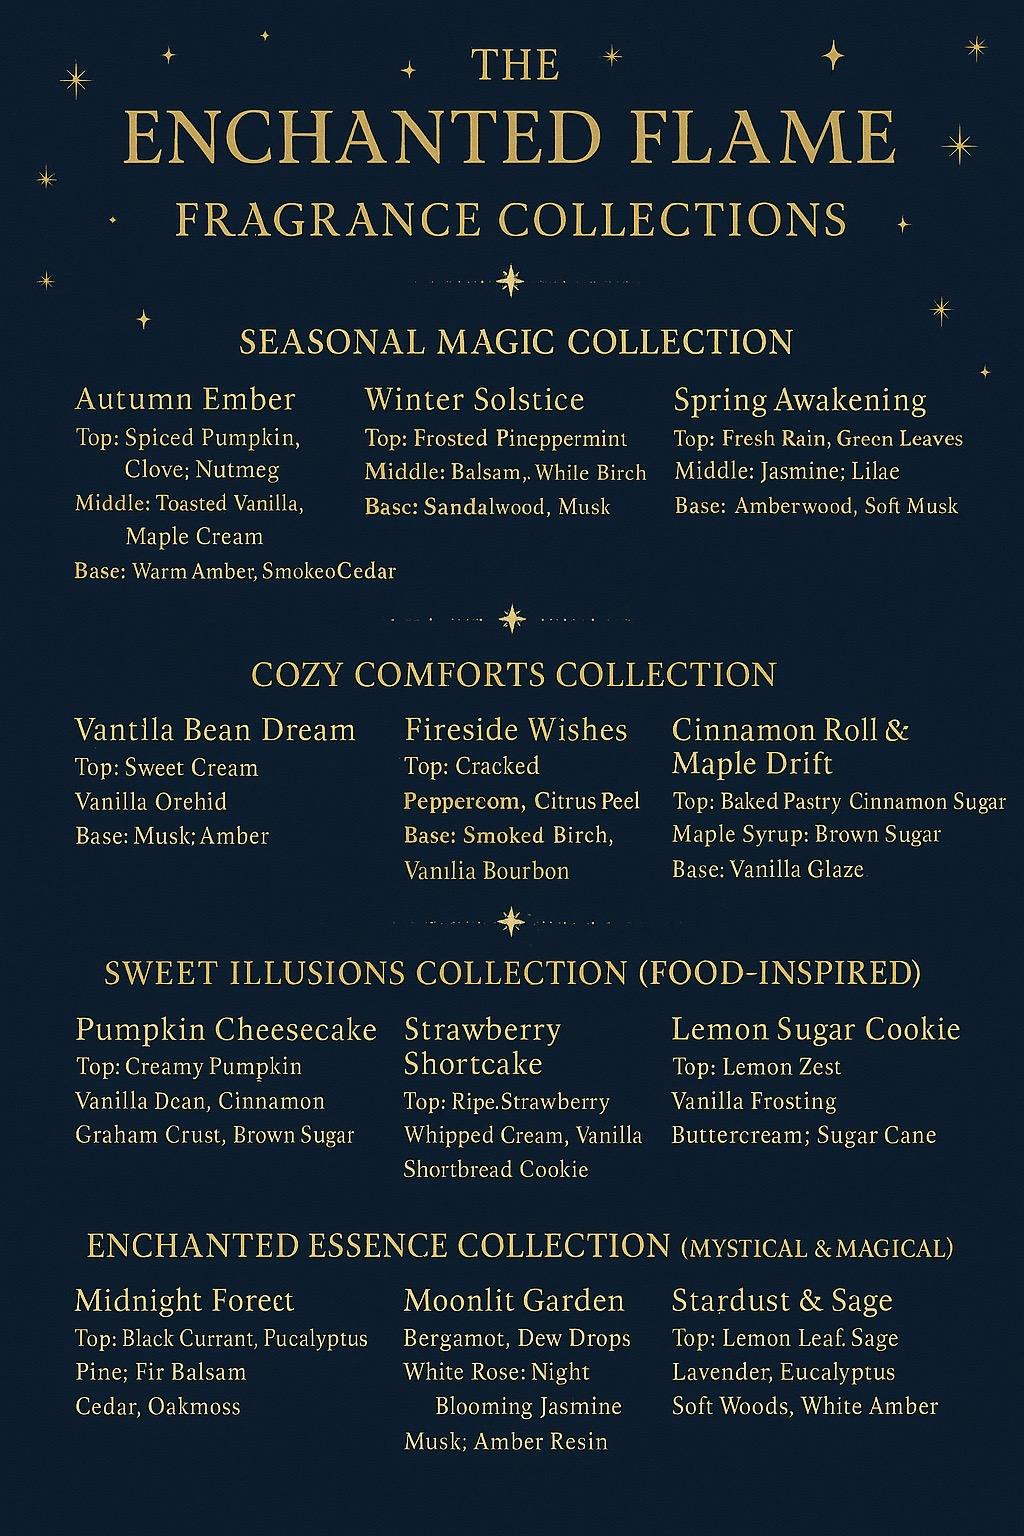 THE
ENCHANTED FLAME
FRAGRANCE COLLECTIONS
SEASONAL MAGIC COLLECTION
Autumn Ember
Top: Spiced Pumpkin,
Clove; Nutmeg
Middle: Toasted Vanilla,
Maple Cream
Base: Warm Amber, SmokeoCedar
Winter Solstice
Top: Frosted Pineppermint
Middle: Balsam,. While Birch
Basc: Sandalwood, Musk
Spring Awakening
Top: Fresh Rain, Green Leaves
Middle: Jasmine; Lilae
Base: Amberwood, Soft Musk
COZY COMFORTS COLLECTION
Vantlla Bean Dream
Top: Sweet Cream
Vanilla Orehid
Base: Musk; Amber
Fireside Wishes
Top: Cracked
Peppercom, Citrus Peel
Base: Smoked Birch,
Vanılia Bourbon
Cinnamon Roll &
Maple Drift
Top: Baked Pastry Cinnamon Sugar
Maple Syrup: Brown Sugar
Base: Vanilla Glaze
SWEET ILLUSIONS COLLECTION (FOOD-INSPIRED)
Pumpkin Cheesecake
Top: Creamy Pumpkin
Vanilla Dcan, Cinnamon
Graham Crust, Brown Sugar
Strawberry
Shortcake
Top: Ripe.Strawberry
Whipped Cream, Vanilla
Shortbread Cookie
Lemon Sugar Cookie
Top: Lemon Zest
Vanilla Frosting
Buttercream; Sugar Cane
ENCHANTED ESSENCE COLLECTION (MYSTICAL & MAGICAL)
Midnight Forect
Top: Black Currant, Pucalyptus
Pine; Fir Balsam
Cedar, Oakmoss
Moonlit Garden
Bergamot, Dew Drops
White Rose: Night
Blooming Jasmine
Musk; Amber Resin
Stardust & Sage
Top: Lemon Leaf. Sage
Lavender, Eucalyptus
Soft Woods, White Amber